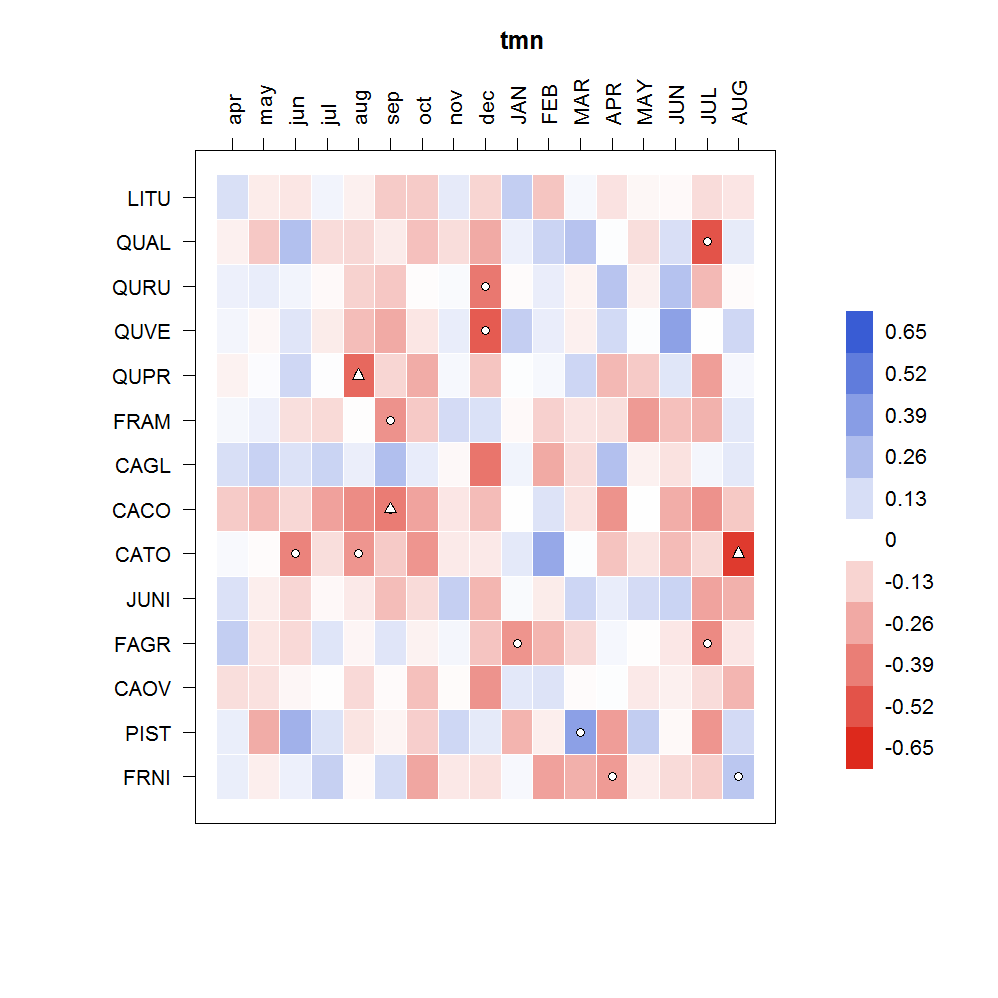 tmn
apr may jun jul aug sep oct nov dec JAN FEB MAR APR MAY JUN JUL AUG
LITU
QUAL
QURU
QUVE
QUPR
FRAM
CAGL
CACO
CATO
JUNI
FAGR
CAOV
PIST
FRNI
0.65
0.52
0.39
0.26
0.13
0
-0.13
-0.26
-0.39
-0.52
-0.65